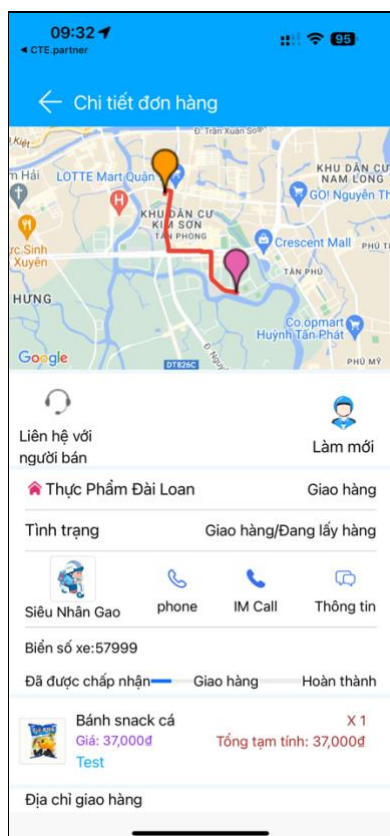 09:32
95
◄ CTE.partner
← Chi tiết đơn hàng
Đ. Trần Xuân Soạn
Kiệt
m Hải
LOTTE Mart Quận
KHU DÂN CƯ
NAM LONG
GO! Nguyễn Th
H
KHU DÂN CƯ
KIM SƠN
TÂN PHONG
Crescent Mall
PHÚ T
Sinh
Xuyên
TÂN PHÚ
HƯNG
Co.opmart
Huỳnh Tấn Phát
Google
DT826C
PHÚ MỸ
Liên hệ với
người bán
Làm mới
Thực Phẩm Đài Loan Giao hàng
Tình trạng Giao hàng/Đang lấy hàng
Siêu Nhân Gao phone IM Call Thông tin
Biển số xe:57999
Đã được chấp nhận Giao hàng Hoàn thành
Bánh snack cá X 1
Giá: 37,000đ Tổng tạm tính: 37,000đ
Test
Địa chỉ giao hàng